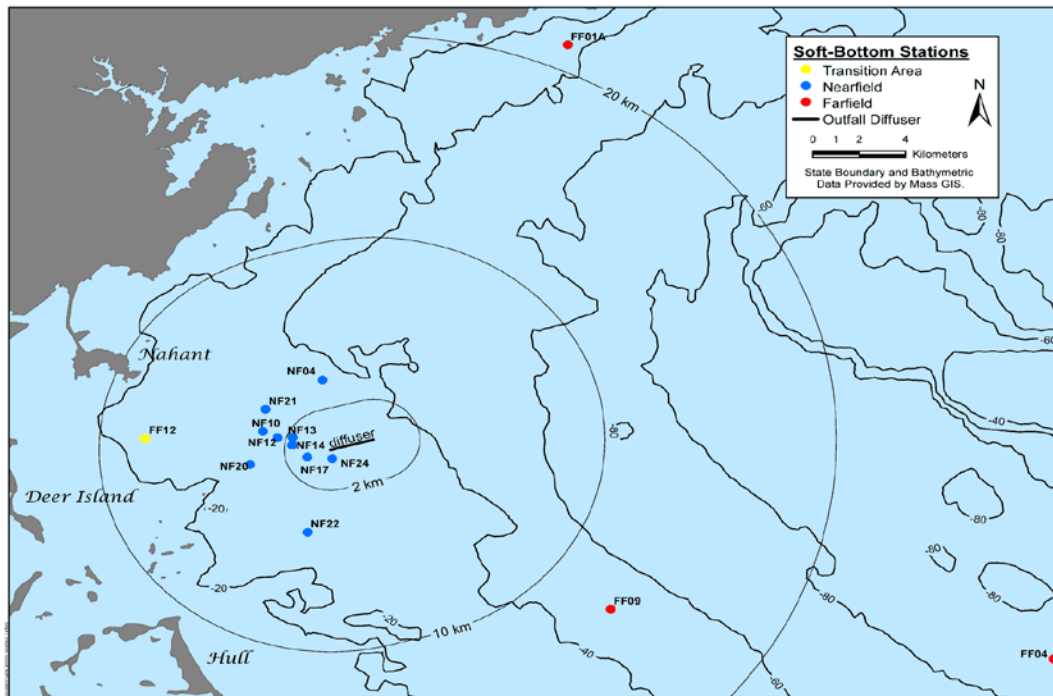 FF01A
Soft-Bottom Stations
Transition Area
Nearfield
Farfield
Outfall Diffuser
N
0 1 2 4
Kilometers
State Boundary and Bathymetric
Data Provided by Mass GIS.
20 km
-60
-80
-80
-60
-40
Nahant
NF04
NF21
NF10
NF13
FF12
NF12
NF14
diffuser
-80
NF20
NF17
NF24
2 km
Deer Island
-20
-80
NF22
-80
-20
-80
FF09
-20
10 km
Hull
-40
-60
FF04